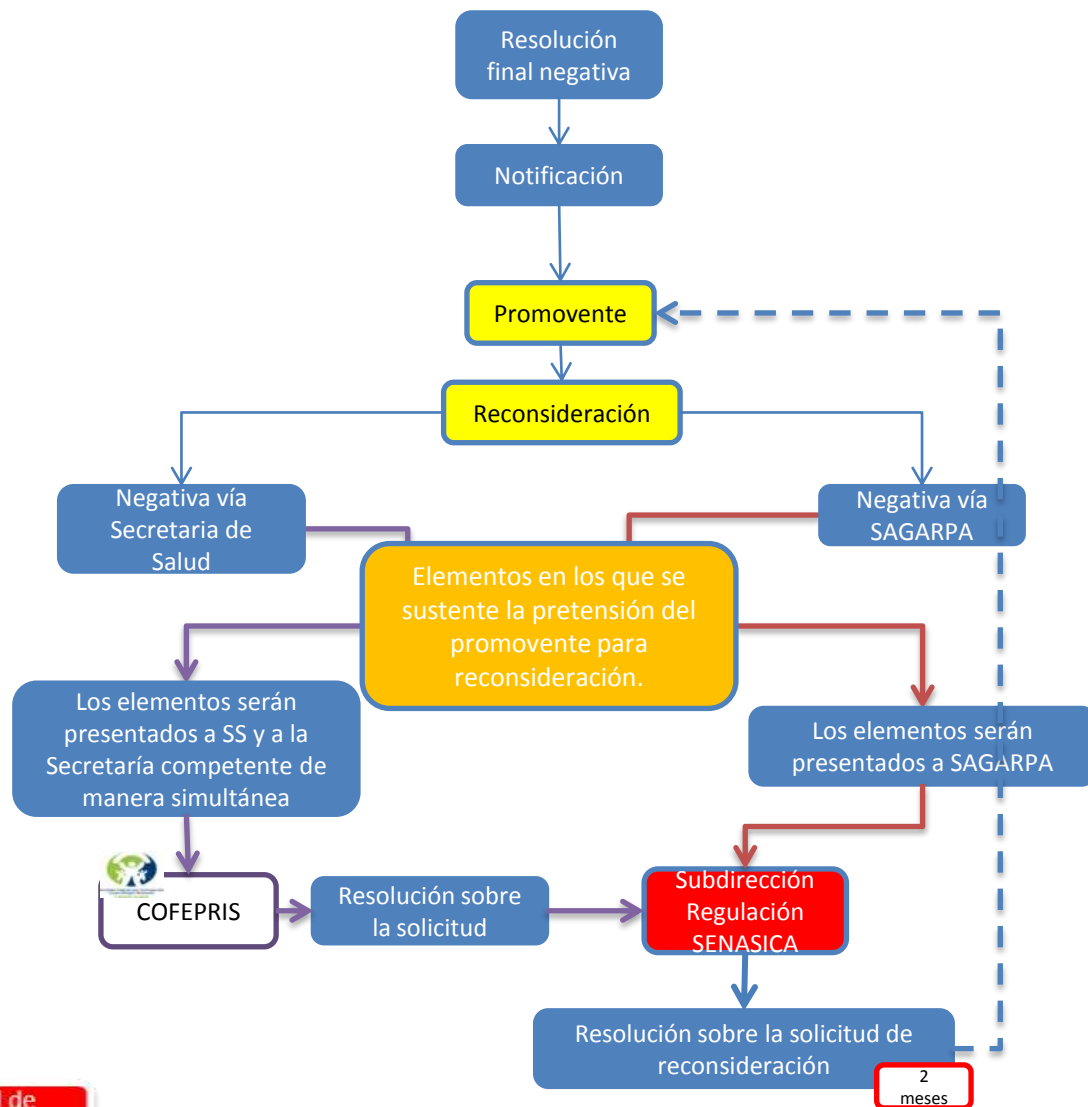 Resolución
final negativa
Notificación
Promovente
Reconsideración
Negativa vía
Secretaria de
Salud
Negativa vía
SAGARPA
Elementos en los que se
sustente la pretensión del
promovente para
reconsideración.
Los elementos serán
presentados a SS y a la
Secretaría competente de
manera simultánea
Los elementos serán
presentados a SAGARPA
COFEPRIS
Resolución sobre
la solicitud
Subdirección
Regulación
SENASICA
Resolución sobre la solicitud de
reconsideración
2
meses
de